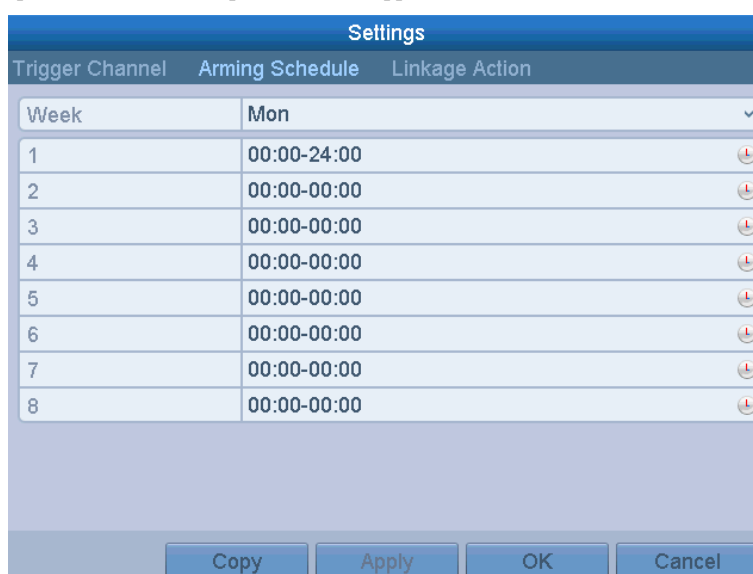 Settings
Trigger Channel Arming Schedule Linkage Action
Week Mon
1 00:00-24:00
2 00:00-00:00
3 00:00-00:00
4 00:00-00:00
5 00:00-00:00
6 00:00-00:00
7 00:00-00:00
8 00:00-00:00
Copy Apply OK Cancel